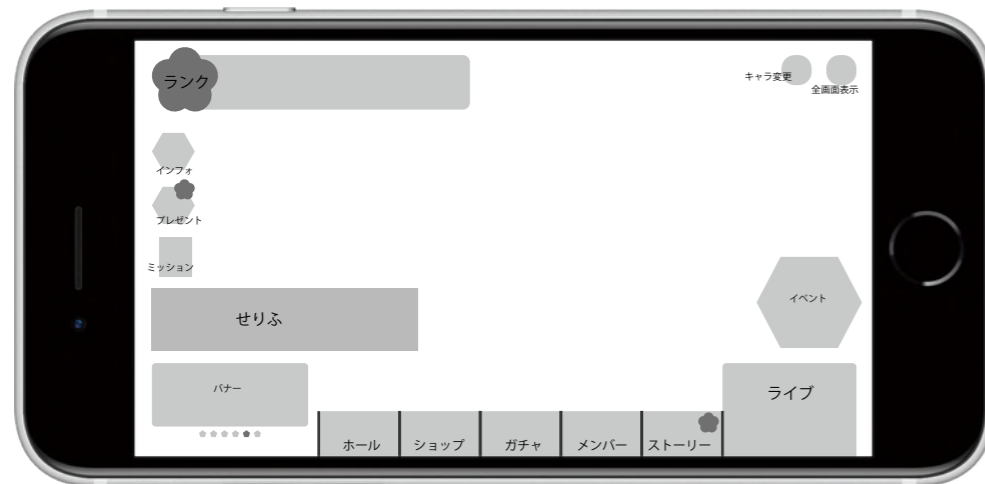 ランク
キャラ変更
全画面表示
インフォ
プレゼント
ミッション
せりふ
イベント
バナー
ライブ
ホール
ショップ
ガチャ
メンバー
ストーリー